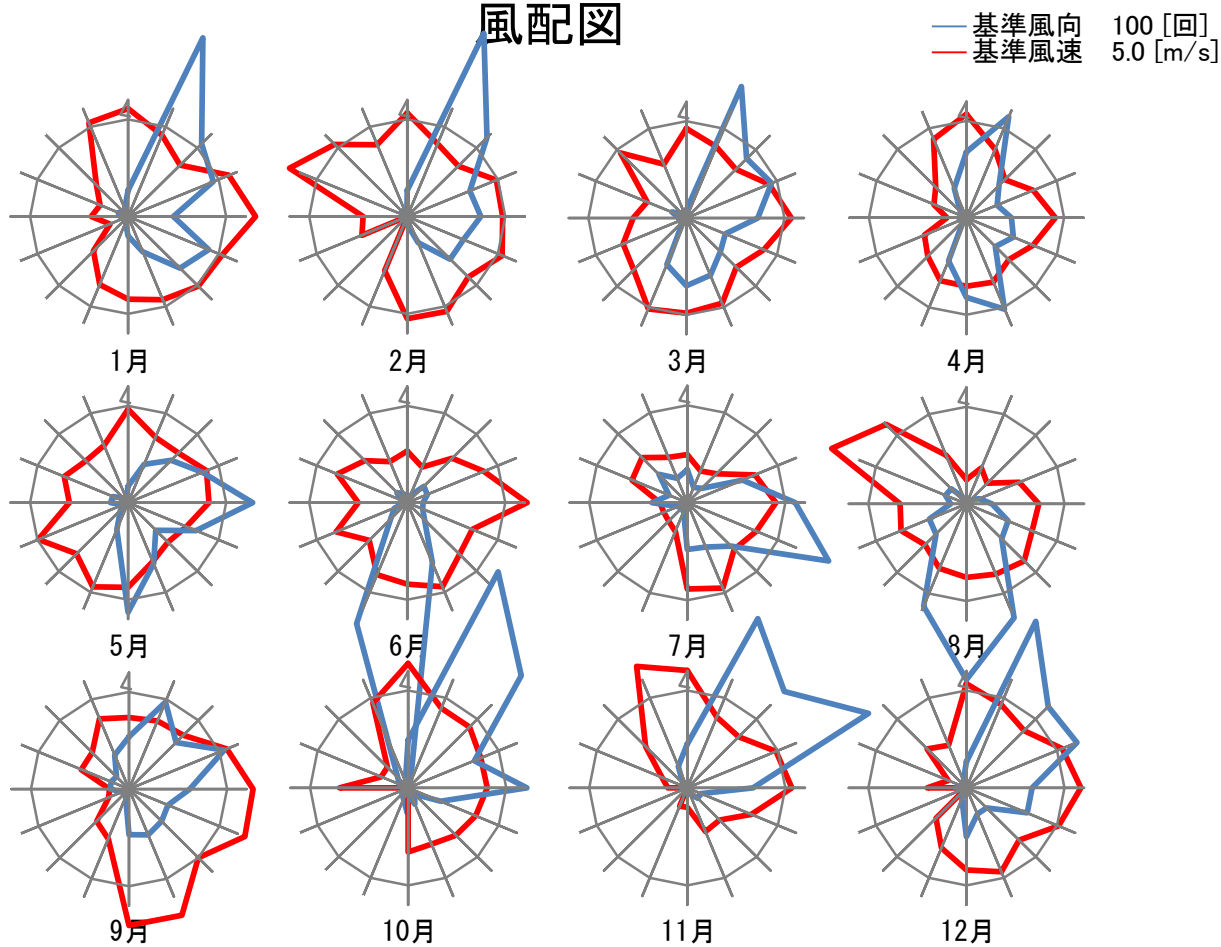 風配図
基準風向 100 [回]
基準風速 5.0 [m/s]
1月
2月
3月
4月
5月
6月
7月
8月
9月
10月
11月
12月